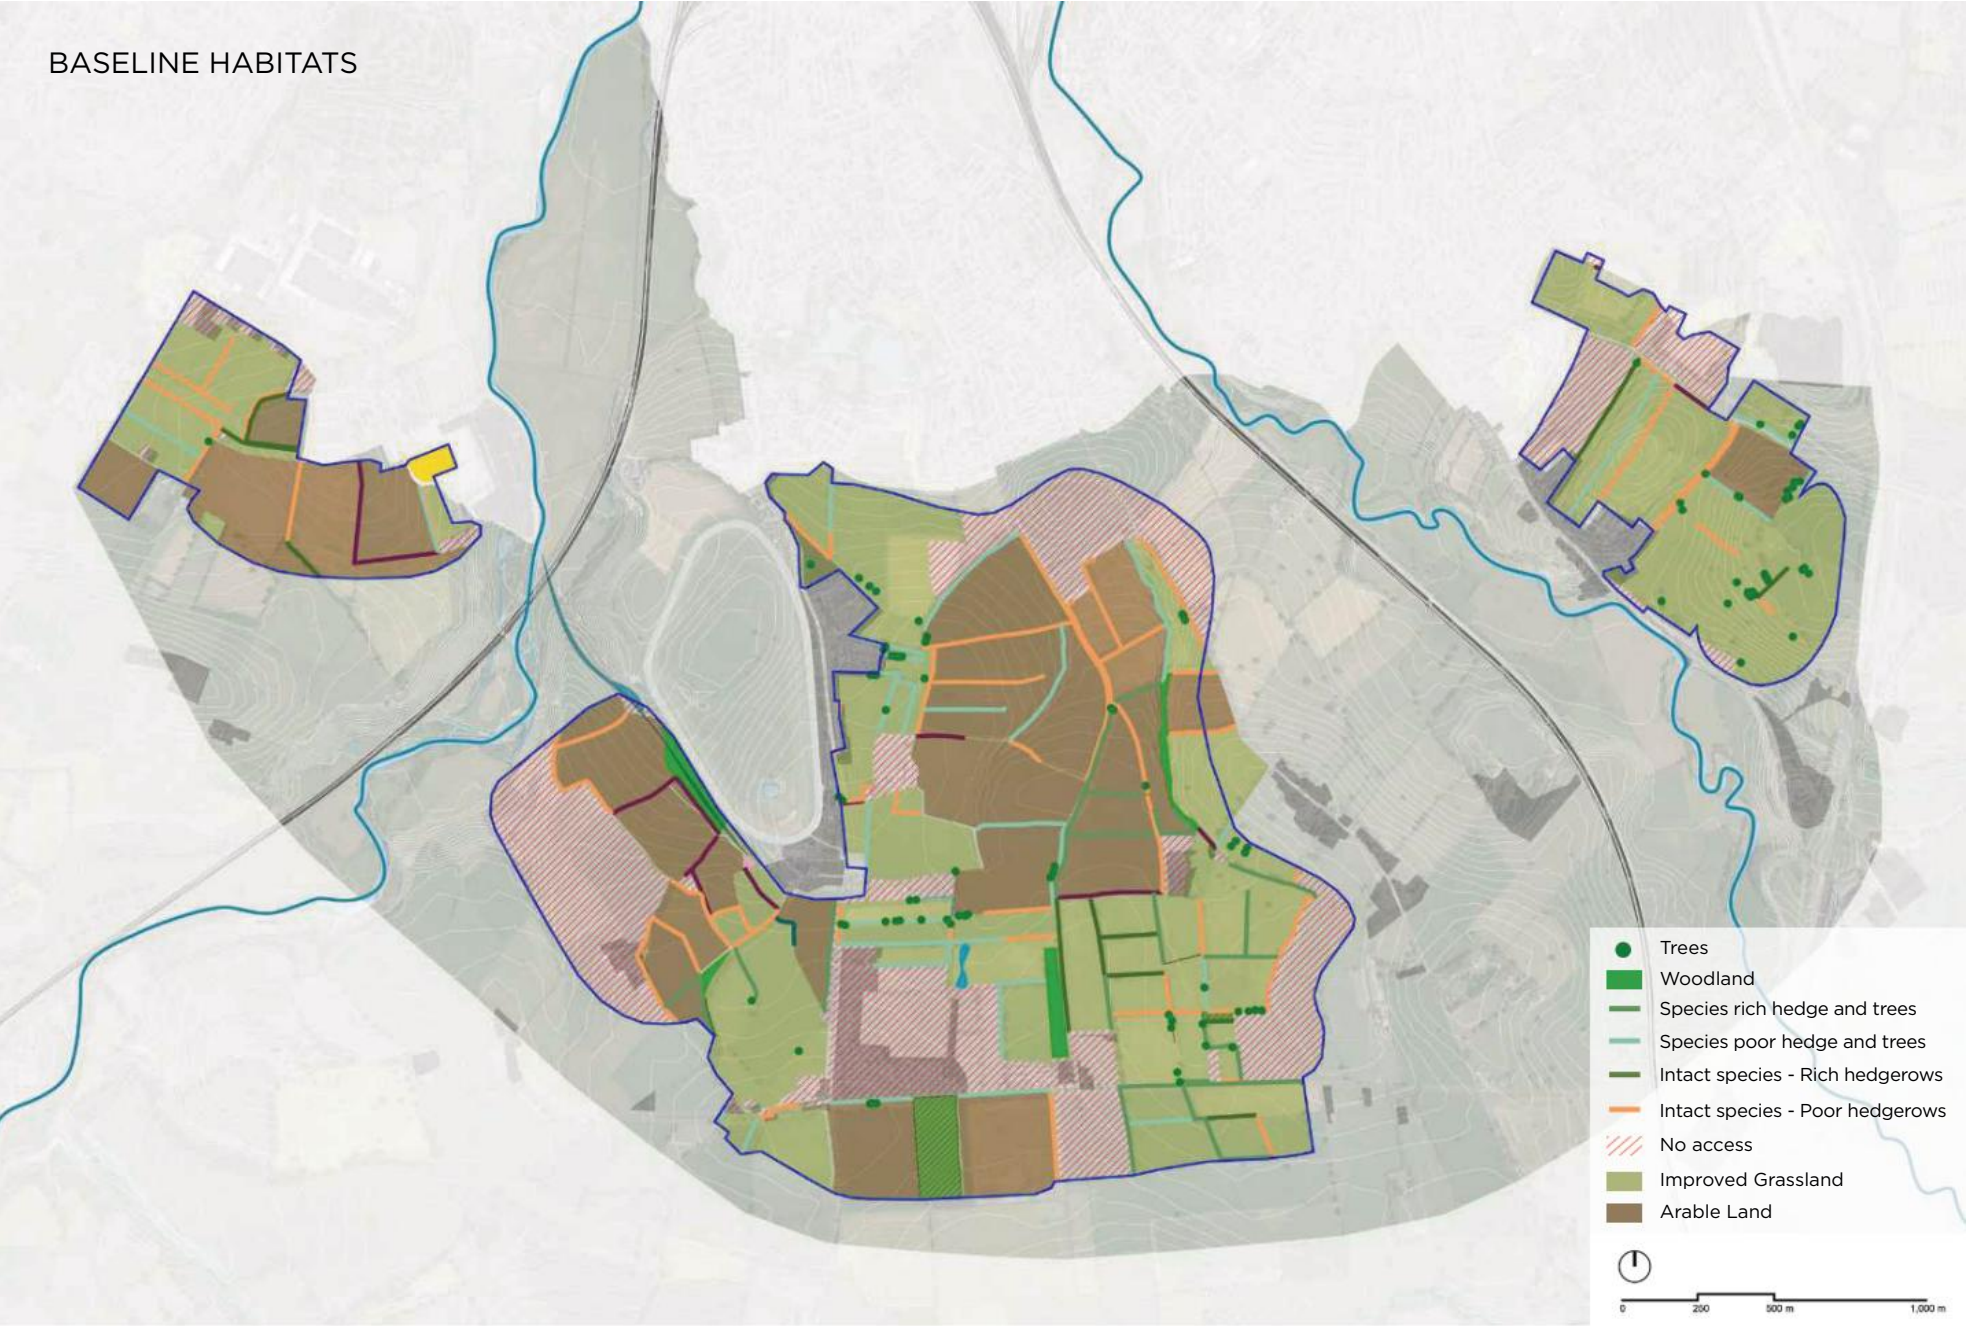 BASELINE HABITATS
Trees
Woodland
Species rich hedge and trees
Species poor hedge and trees
Intact species - Rich hedgerows
Intact species - Poor hedgerows
No access
Improved Grassland
Arable Land
0 250 500 m 1,000 m